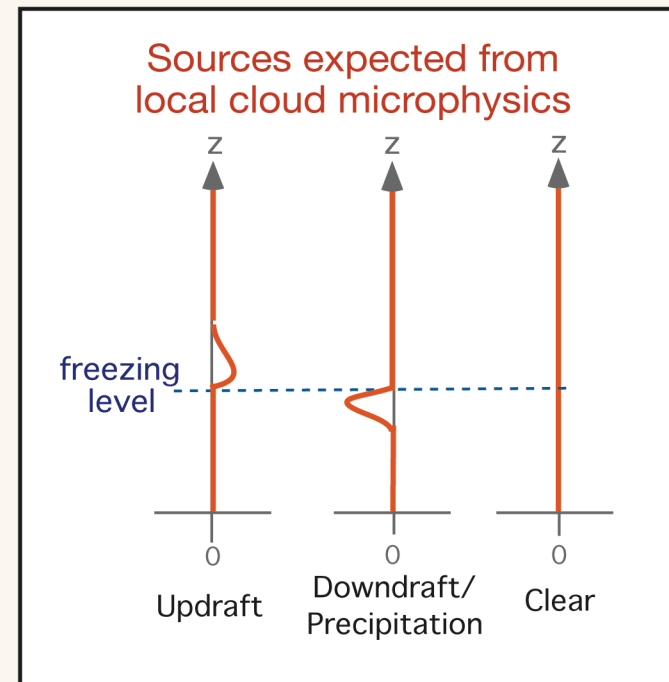 Sources expected from
local cloud microphysics
z
z
z
freezing
level
0
0
0
Updraft
Downdraft/
Precipitation
Clear